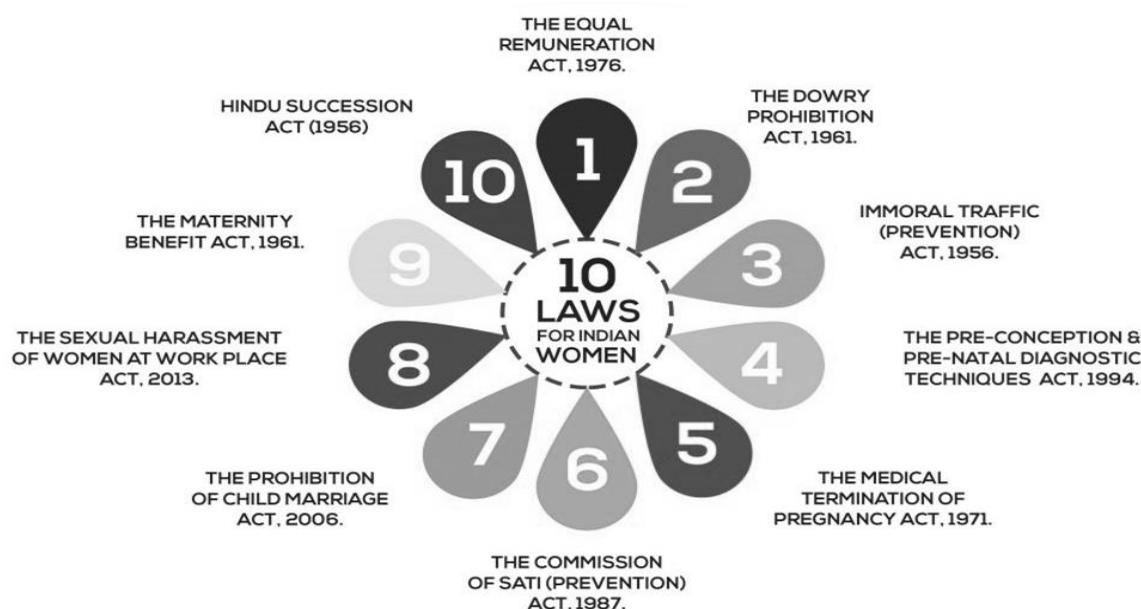 THE EQUAL
REMUNERATION
ACT, 1976.
1
THE DOWRY
PROHIBITION
ACT, 1961.
2
IMMORAL TRAFFIC
(PREVENTION)
ACT, 1956.
3
THE PRE-CONCEPTION &
PRE-NATAL DIAGNOSTIC
TECHNIQUES ACT, 1994.
4
THE MEDICAL
TERMINATION OF
PREGNANCY ACT, 1971.
5
THE COMMISSION
OF SATI (PREVENTION)
ACT, 1987.
6
THE PROHIBITION
OF CHILD MARRIAGE
ACT, 2006.
7
THE SEXUAL HARASSMENT
OF WOMEN AT WORK PLACE
ACT, 2013.
8
THE MATERNITY
BENEFIT ACT, 1961.
9
HINDU SUCCESSION
ACT (1956)
10
10
LAWS
FOR INDIAN
WOMEN